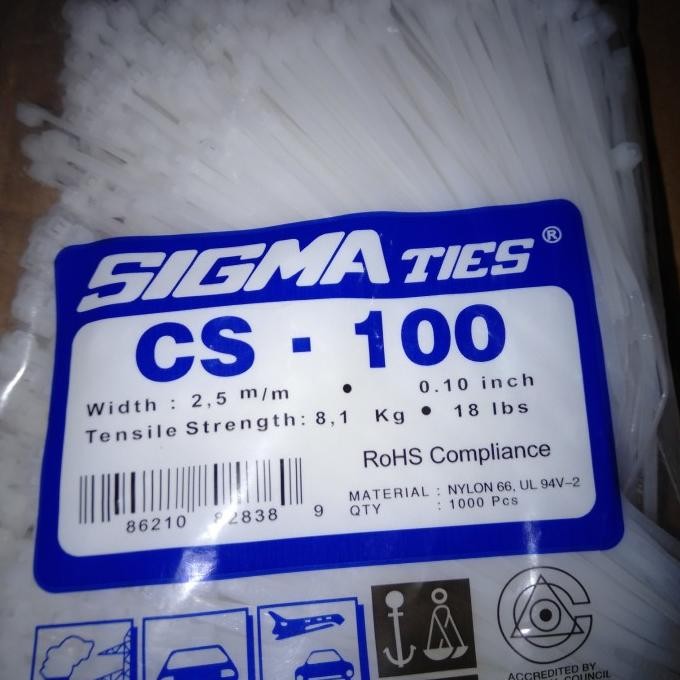 SIGMA TIES ®
CS - 100
Width : 2,5 m/m • 0.10 inch
Tensile Strength: 8,1 Kg • 18 lbs
RoHS Compliance
MATERIAL : NYLON 66, UL 94V-2
QTY : 1000 Pcs
86210 82838 9
ACCREDITED BY
COUNCIL